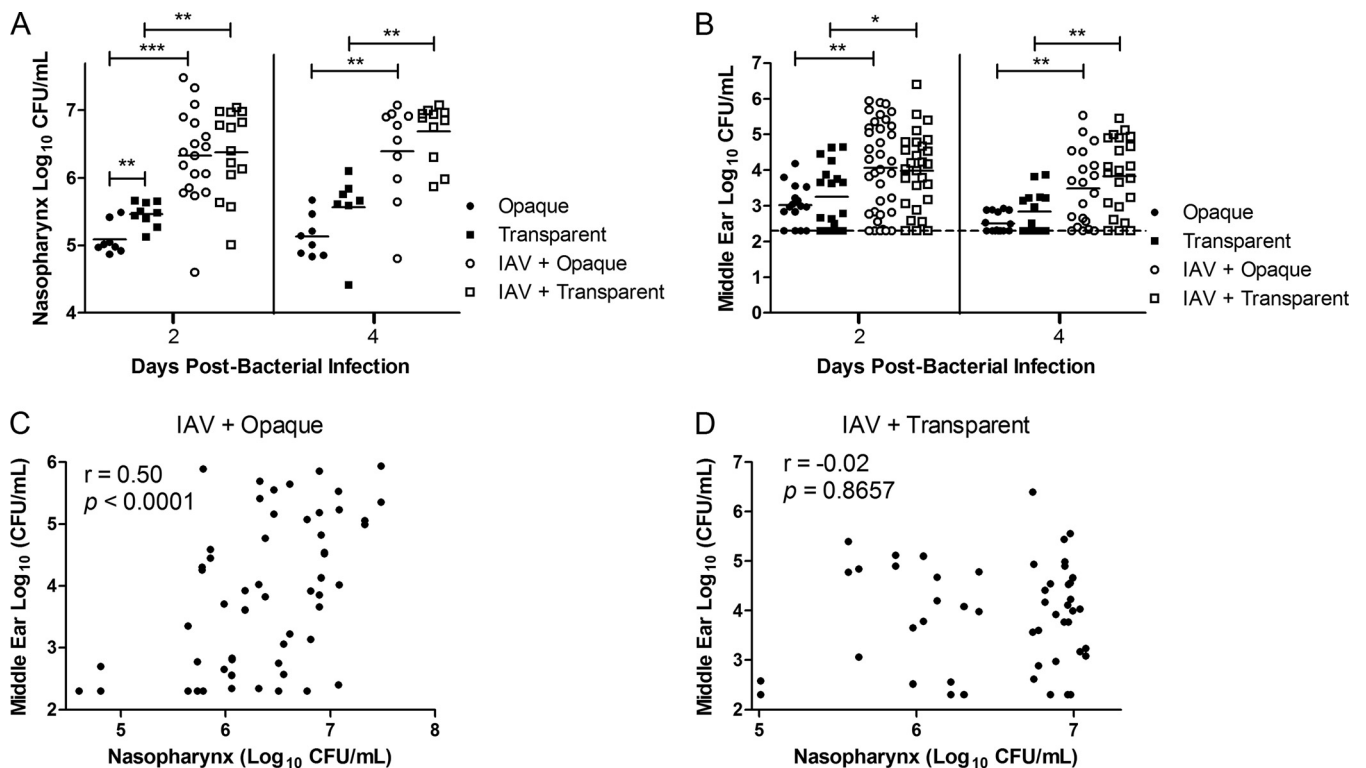 A
Nasopharynx Log10 CFU/mL
7
6
5
4
**
***
**
**
**
2
4
Days Post-Bacterial Infection
Opaque
Transparent
IAV + Opaque
IAV + Transparent
B
Middle Ear Log10 CFU/mL
7
6
5
4
3
2
1
0
*
**
**
**
2
4
Days Post-Bacterial Infection
Opaque
Transparent
IAV + Opaque
IAV + Transparent
C
IAV + Opaque
r = 0.50
p < 0.0001
Middle Ear Log10 (CFU/mL)
6
5
4
3
2
5
6
7
8
Nasopharynx (Log10 CFU/mL)
D
IAV + Transparent
r = -0.02
p = 0.8657
Middle Ear Log10 (CFU/mL)
7
6
5
4
3
2
5
6
7
Nasopharynx (Log10 CFU/mL)